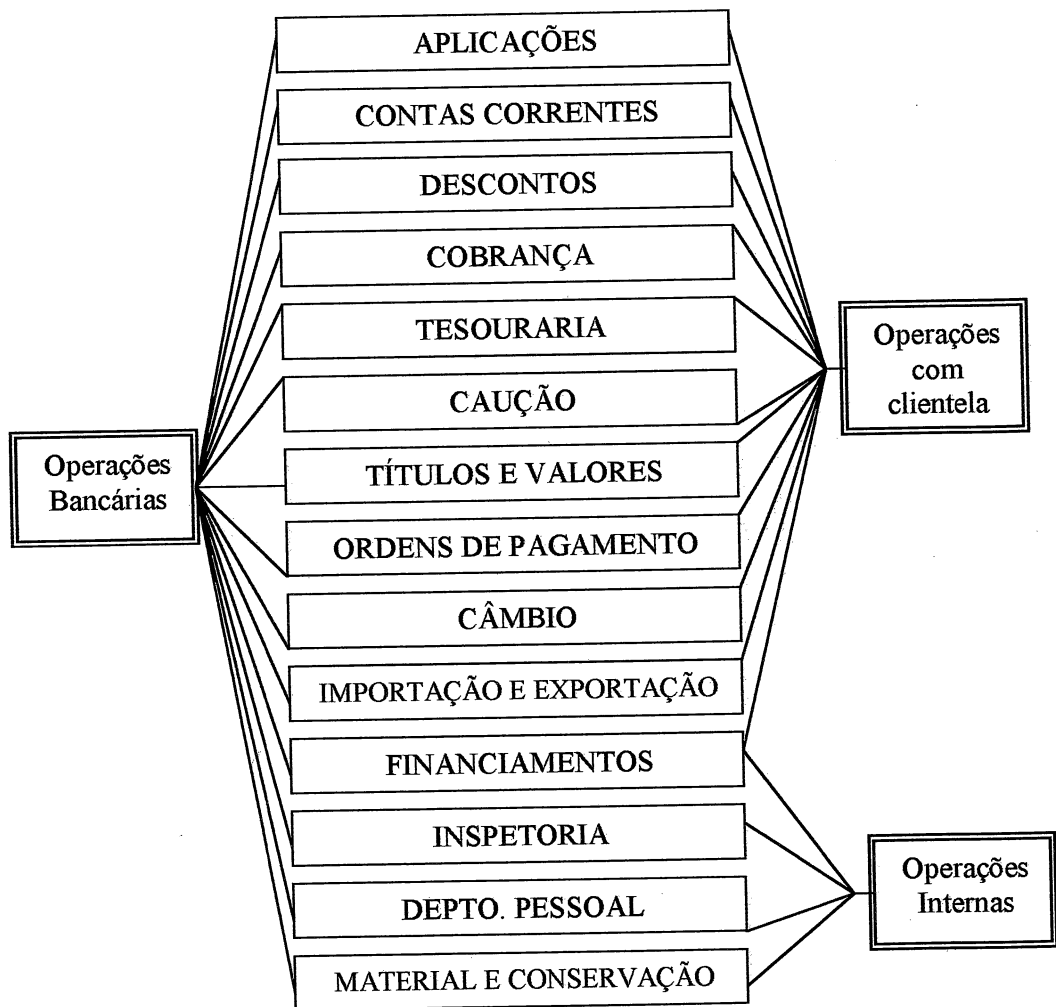 APLICAÇÕES
CONTAS CORRENTES
DESCONTOS
COBRANÇA
TESOURARIA
CAUÇÃO
TÍTULOS E VALORES
ORDENS DE PAGAMENTO
CÂMBIO
IMPORTAÇÃO E EXPORTAÇÃO
FINANCIAMENTOS
INSPETORIA
DEPTO. PESSOAL
MATERIAL E CONSERVAÇÃO
Operações
Bancárias
Operações
com
clientela
Operações
Internas